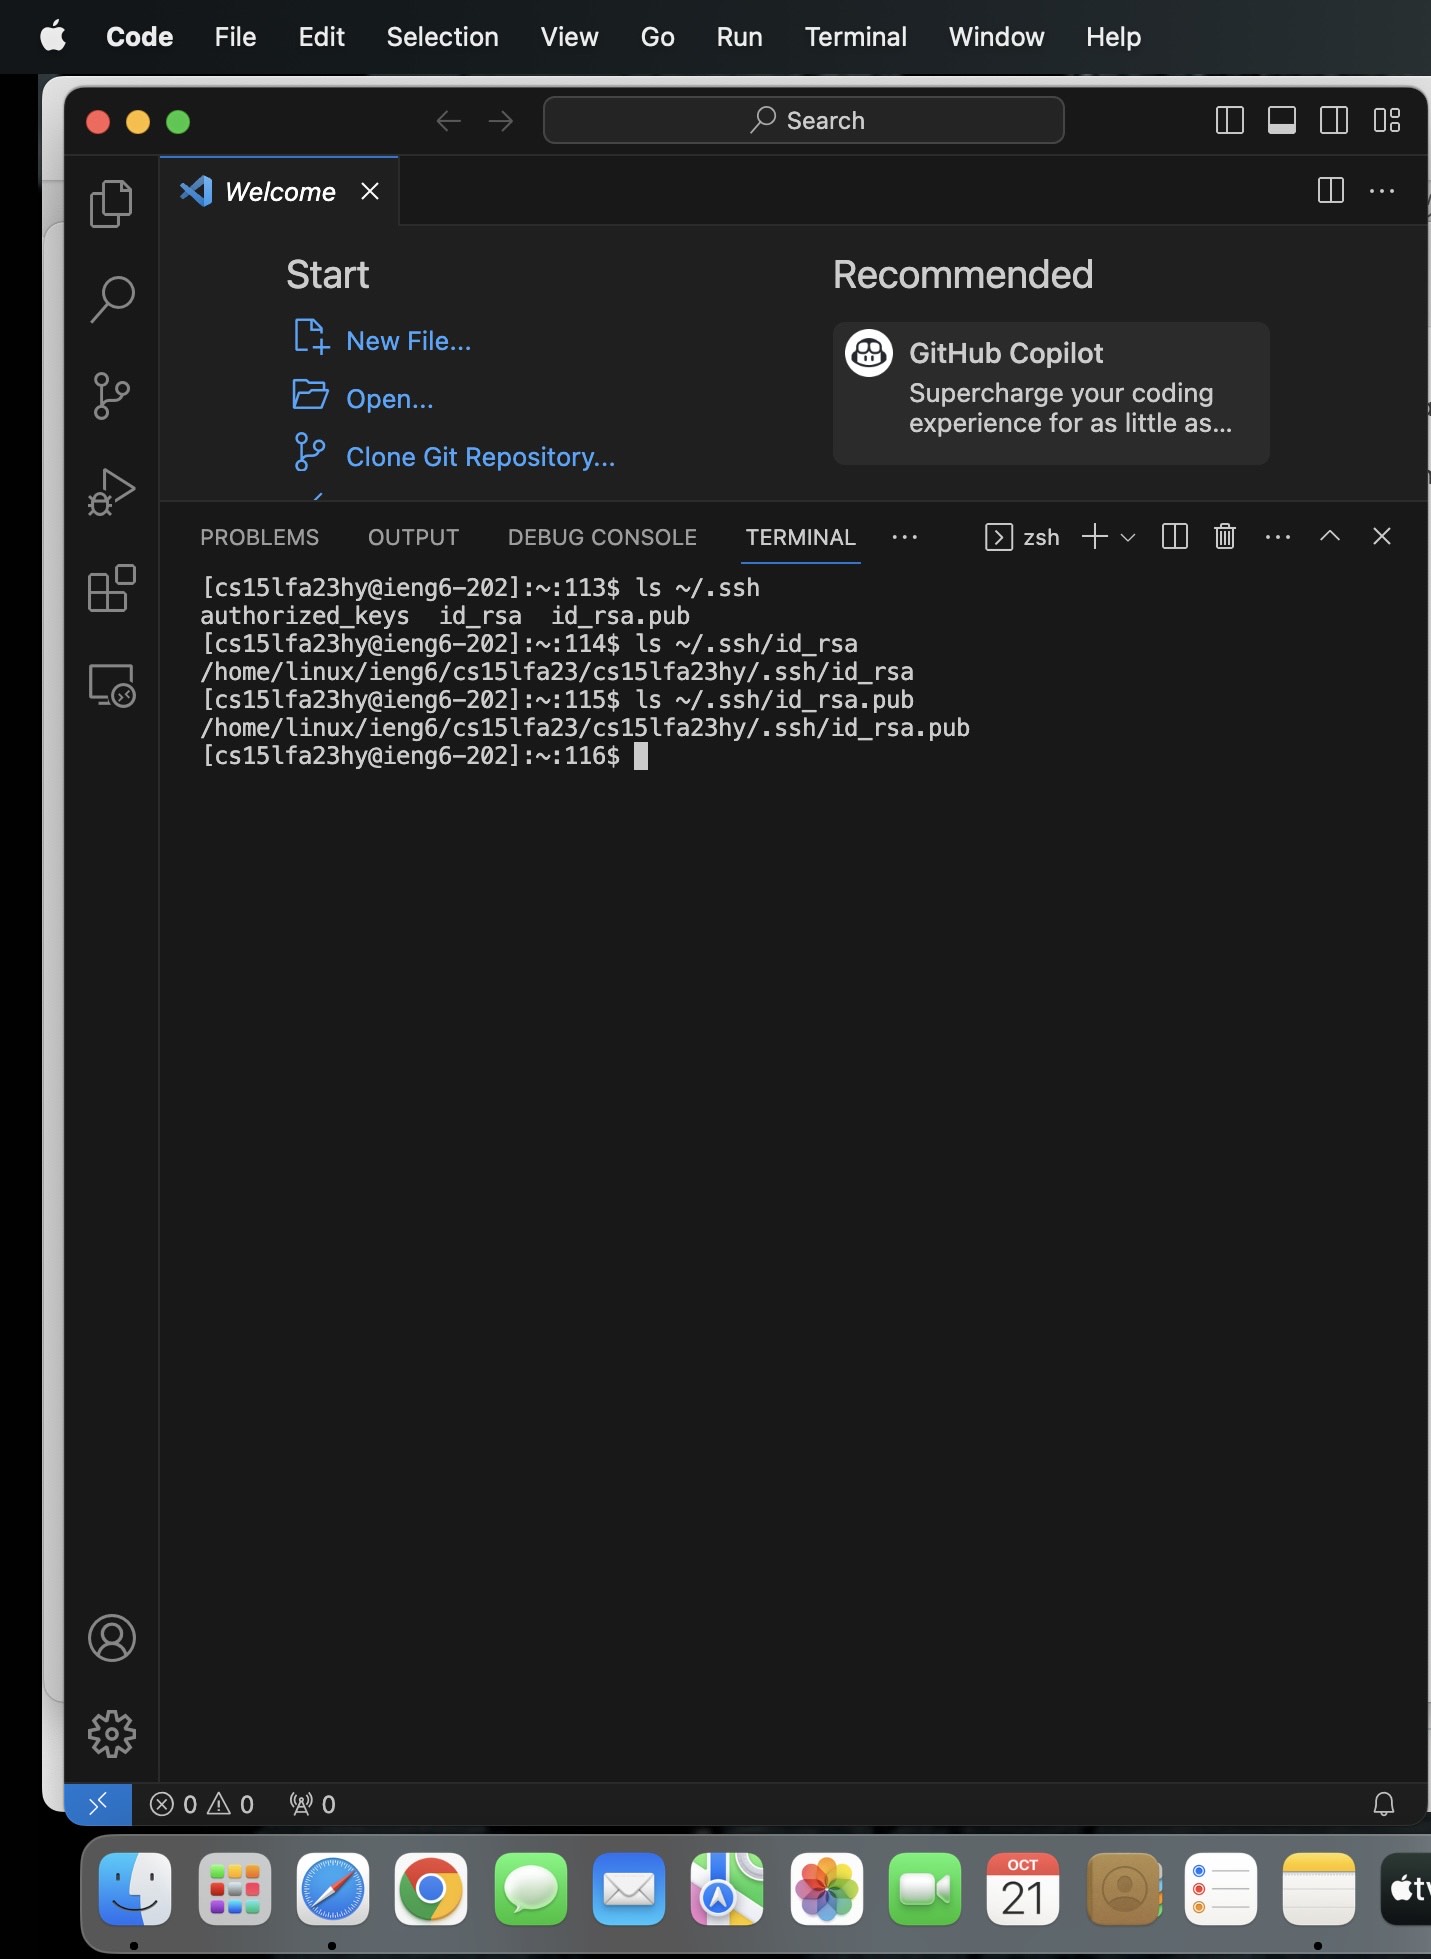 Code File Edit Selection View Go Run Terminal Window Help
Search
Welcome
Start
Recommended
New File...
GitHub Copilot
Supercharge your coding
experience for as little as...
Open...
Clone Git Repository...
PROBLEMS OUTPUT DEBUG CONSOLE TERMINAL ... zsh
[cs15lfa23hy@ieng6-202]:~:113$ ls ~/.ssh
authorized_keys  id_rsa  id_rsa.pub
[cs15lfa23hy@ieng6-202]:~:114$ ls ~/.ssh/id_rsa
/home/linux/ieng6/cs15lfa23/cs15lfa23hy/.ssh/id_rsa
[cs15lfa23hy@ieng6-202]:~:115$ ls ~/.ssh/id_rsa.pub
/home/linux/ieng6/cs15lfa23/cs15lfa23hy/.ssh/id_rsa.pub
[cs15lfa23hy@ieng6-202]:~:116$
0 0 0
OCT
21
tv